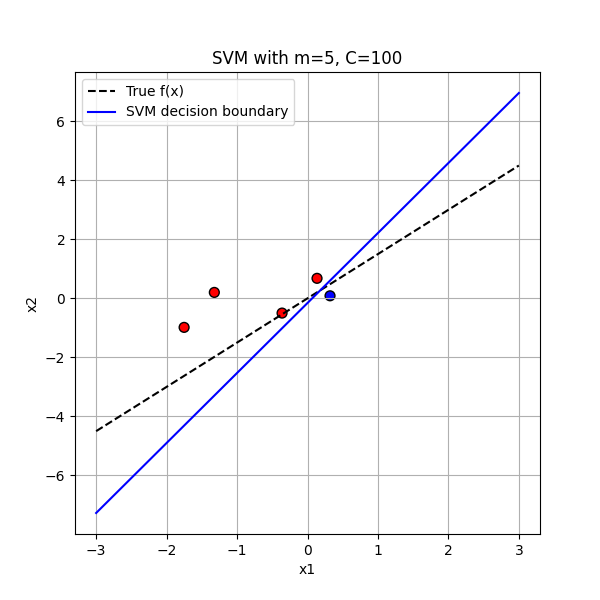 SVM with m=5, C=100
True f(x)
SVM decision boundary
6
4
2
0
−2
−4
−6
x2
−3
−2
−1
0
1
2
3
x1